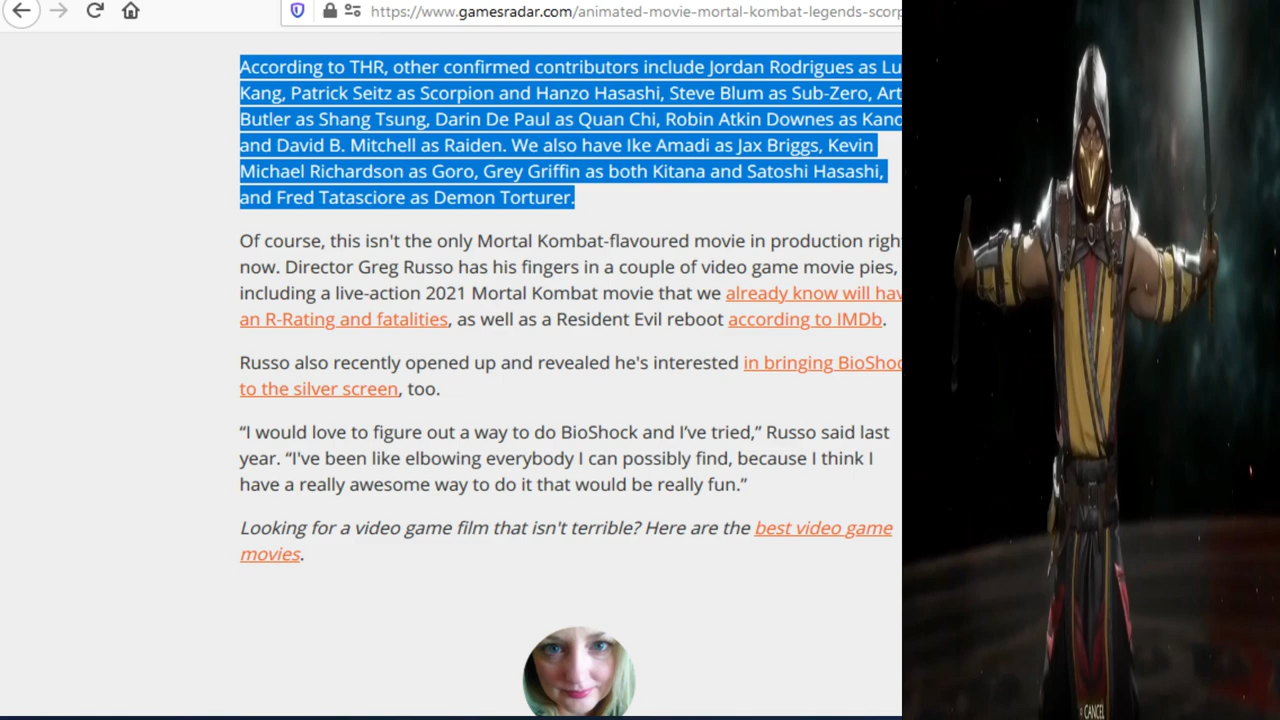 https://www.gamesradar.com/animated-movie-mortal-kombat-legends-scorp
According to THR, other confirmed contributors include Jordan Rodrigues as Lu
Kang, Patrick Seitz as Scorpion and Hanzo Hasashi, Steve Blum as Sub-Zero, Art
Butler as Shang Tsung, Darin De Paul as Quan Chi, Robin Atkin Downes as Kano
and David B. Mitchell as Raiden. We also have Ike Amadi as Jax Briggs, Kevin
Michael Richardson as Goro, Grey Griffin as both Kitana and Satoshi Hasashi,
and Fred Tatasciore as Demon Torturer.
Of course, this isn't the only Mortal Kombat-flavoured movie in production righ
now. Director Greg Russo has his fingers in a couple of video game movie pies,
including a live-action 2021 Mortal Kombat movie that we already know will hav
an R-Rating and fatalities, as well as a Resident Evil reboot according to IMDb.
Russo also recently opened up and revealed he's interested in bringing BioShoc
to the silver screen, too.
“I would love to figure out a way to do BioShock and I’ve tried,” Russo said last
year. “I've been like elbowing everybody I can possibly find, because I think I
have a really awesome way to do it that would be really fun.”
Looking for a video game film that isn't terrible? Here are the best video game
movies.
CANCEL